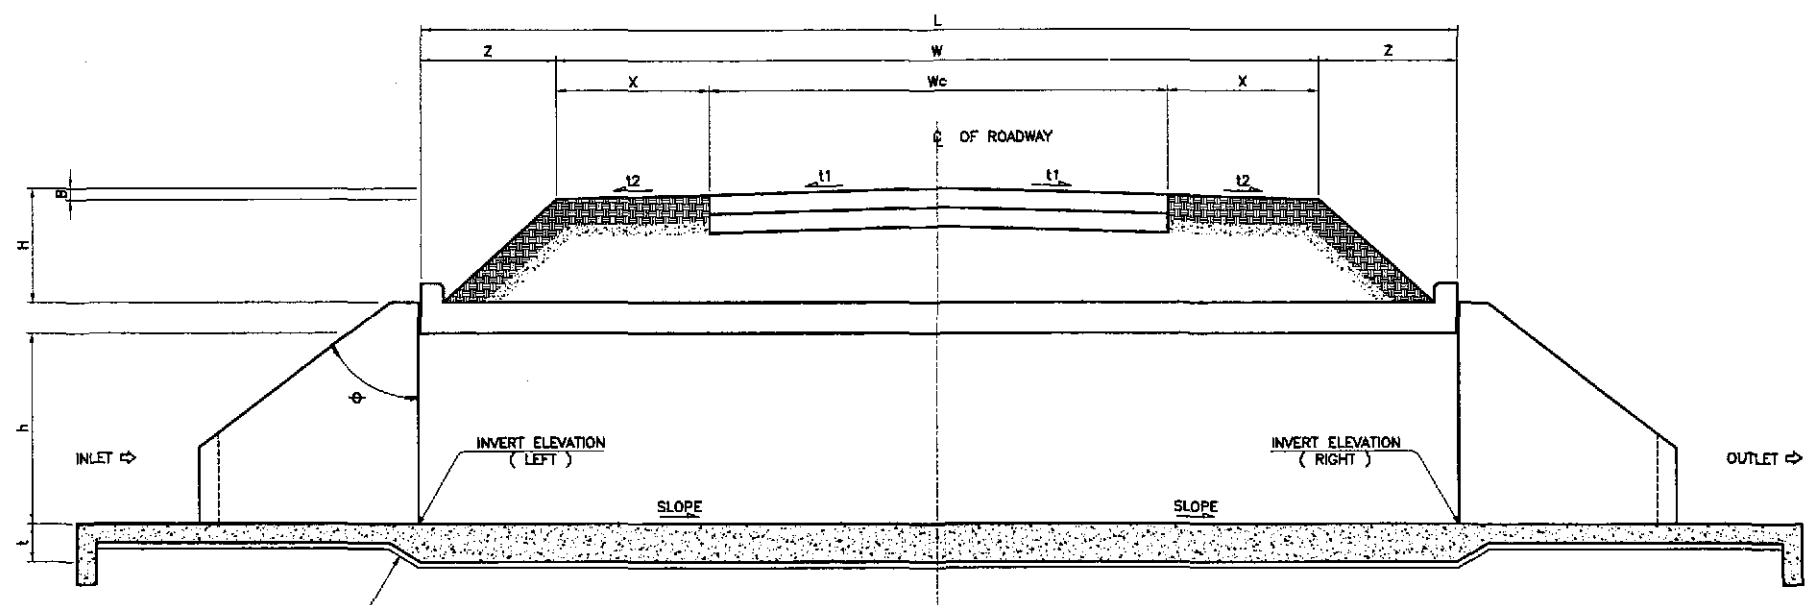 L
Z W Z
X Wc X
℄ OF ROADWAY
B
t2 t1 t1 t2
H
Φ
h
INVERT ELEVATION
( LEFT )
INVERT ELEVATION
( RIGHT )
INLET ⇨
OUTLET ⇨
SLOPE SLOPE
t